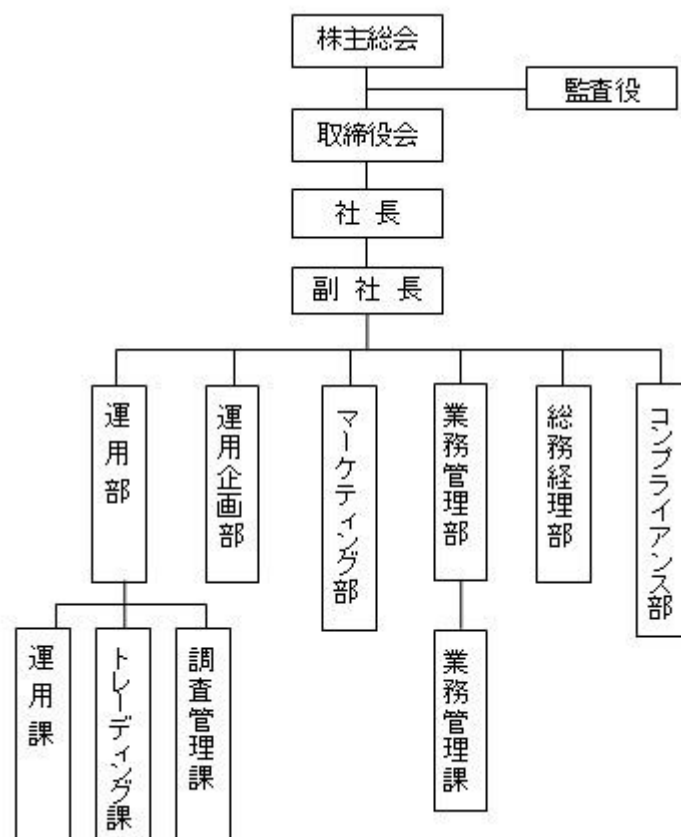 株主総会
監査役
取締役会
社 長
副 社 長
運用部
運用企画部
マーケティング部
業務管理部
総務経理部
コンプライアンス部
運用課
トレーディング課
調査管理課
業務管理課